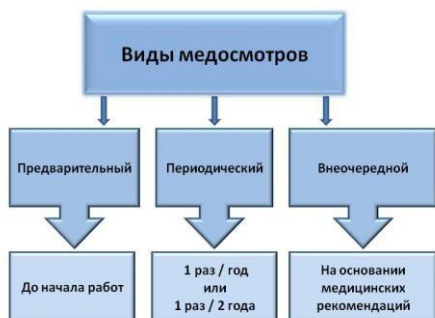 Виды медосмотров
Предварительный
Периодический
Внеочередной
До начала работ
1 раз / год
или
1 раз / 2 года
На основании
медицинских
рекомендаций